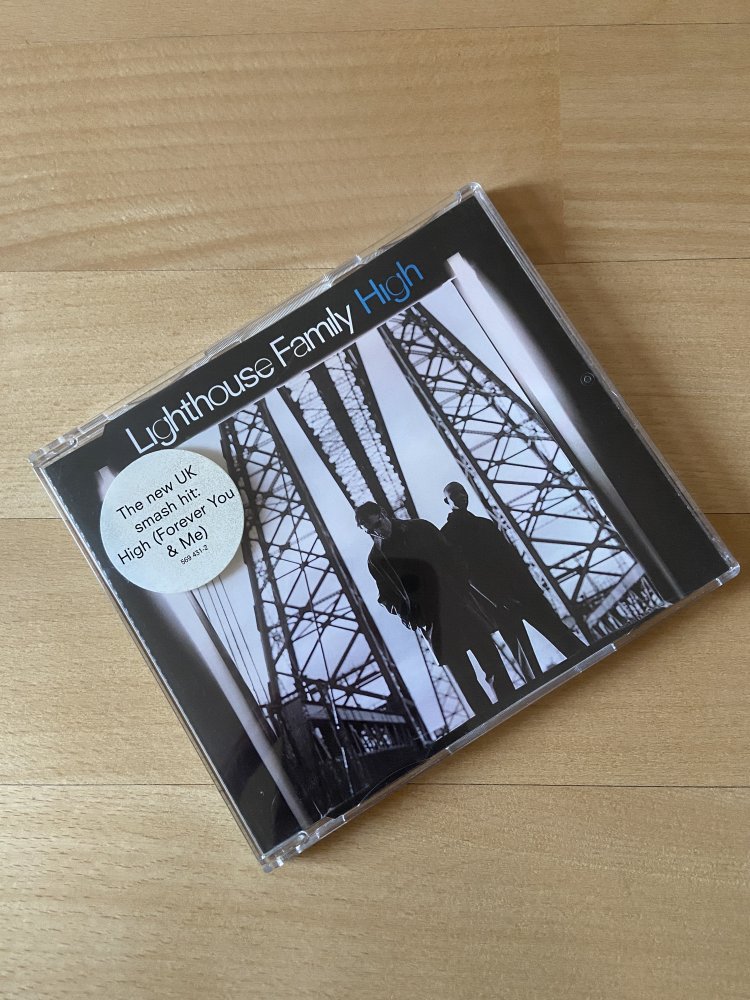 Lighthouse Family High
The new UK
smash hit:
High (Forever You
& Me)
569 431-2